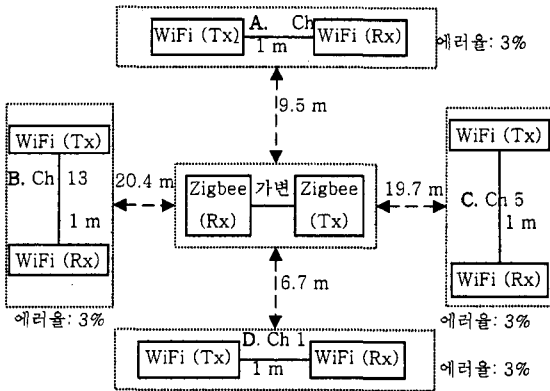 A. Ch
WiFi (Tx) WiFi (Rx)
1 m
에러율: 3%
9.5 m
WiFi (Tx)
B. Ch 13
1 m
WiFi (Rx)
에러율: 3%
20.4 m
Zigbee (Rx)
가변
Zigbee (Tx)
19.7 m
WiFi (Tx)
C. Ch 5
1 m
WiFi (Rx)
에러율: 3%
6.7 m
D. Ch 1
WiFi (Tx) WiFi (Rx)
1 m
에러율: 3%